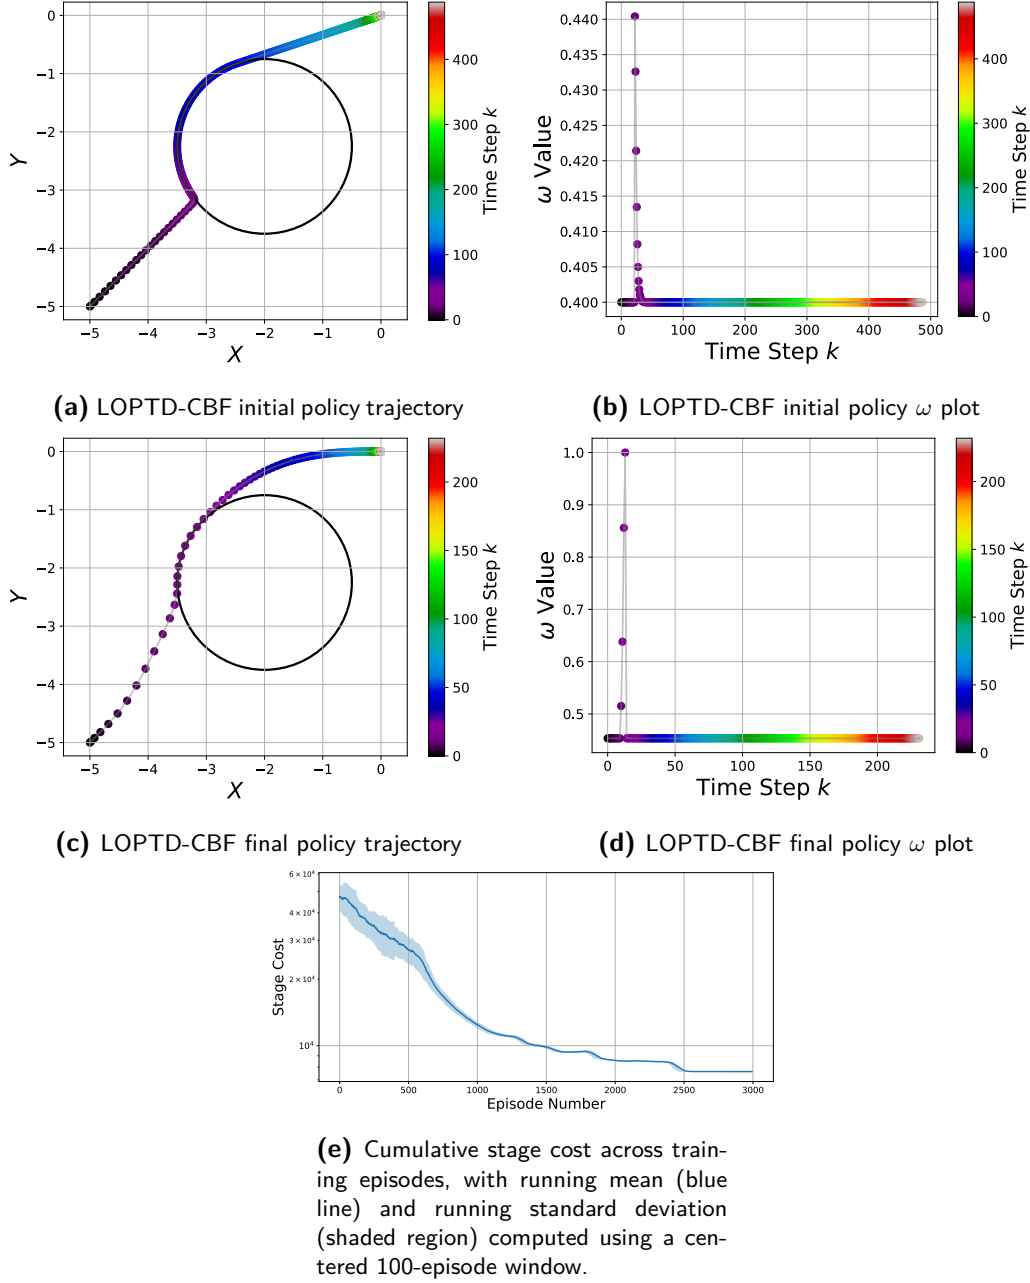 0
−1
−2
−3
−4
−5
Y
−5
−4
−3
−2
−1
0
X
400
300
200
100
0
Time Step k
0.440
0.435
0.430
0.425
0.420
0.415
0.410
0.405
0.400
ω Value
0
100
200
300
400
500
Time Step k
400
300
200
100
0
Time Step k
(a) LOPTD-CBF initial policy trajectory
(b) LOPTD-CBF initial policy ω plot
0
−1
−2
−3
−4
−5
Y
−5
−4
−3
−2
−1
0
X
200
150
100
50
0
Time Step k
1.0
0.9
0.8
0.7
0.6
0.5
ω Value
0
50
100
150
200
Time Step k
200
150
100
50
0
Time Step k
(c) LOPTD-CBF final policy trajectory
(d) LOPTD-CBF final policy ω plot
6 × 10⁴
4 × 10⁴
3 × 10⁴
2 × 10⁴
10⁴
Stage Cost
0
500
1000
1500
2000
2500
3000
Episode Number
(e) Cumulative stage cost across train-
ing episodes, with running mean (blue
line) and running standard deviation
(shaded region) computed using a cen-
tered 100-episode window.